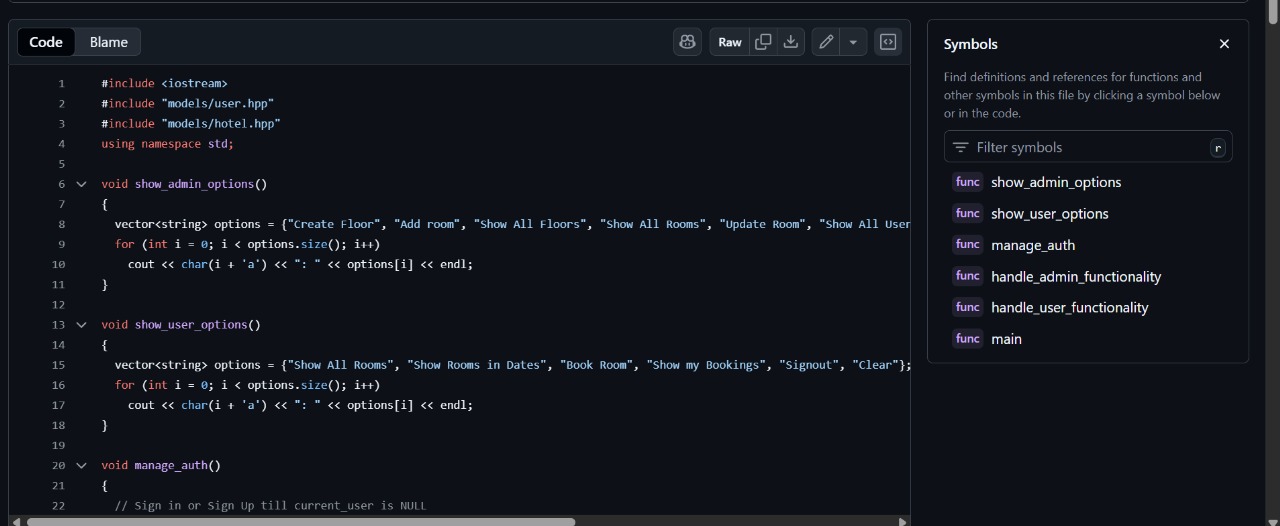 Code Blame Raw
1 #include <iostream>
2 #include "models/user.hpp"
3 #include "models/hotel.hpp"
4 using namespace std;
5
6 void show_admin_options()
7 {
8 vector<string> options = {"Create Floor", "Add room", "Show All Floors", "Show All Rooms", "Update Room", "Show All User
9 for (int i = 0; i < options.size(); i++)
10 cout << char(i + 'a') << ": " << options[i] << endl;
11 }
12
13 void show_user_options()
14 {
15 vector<string> options = {"Show All Rooms", "Show Rooms in Dates", "Book Room", "Show my Bookings", "Signout", "Clear"};
16 for (int i = 0; i < options.size(); i++)
17 cout << char(i + 'a') << ": " << options[i] << endl;
18 }
19
20 void manage_auth()
21 {
22 // Sign in or Sign Up till current_user is NULL
Symbols
Find definitions and references for functions and
other symbols in this file by clicking a symbol below
or in the code.
Filter symbols r
func show_admin_options
func show_user_options
func manage_auth
func handle_admin_functionality
func handle_user_functionality
func main